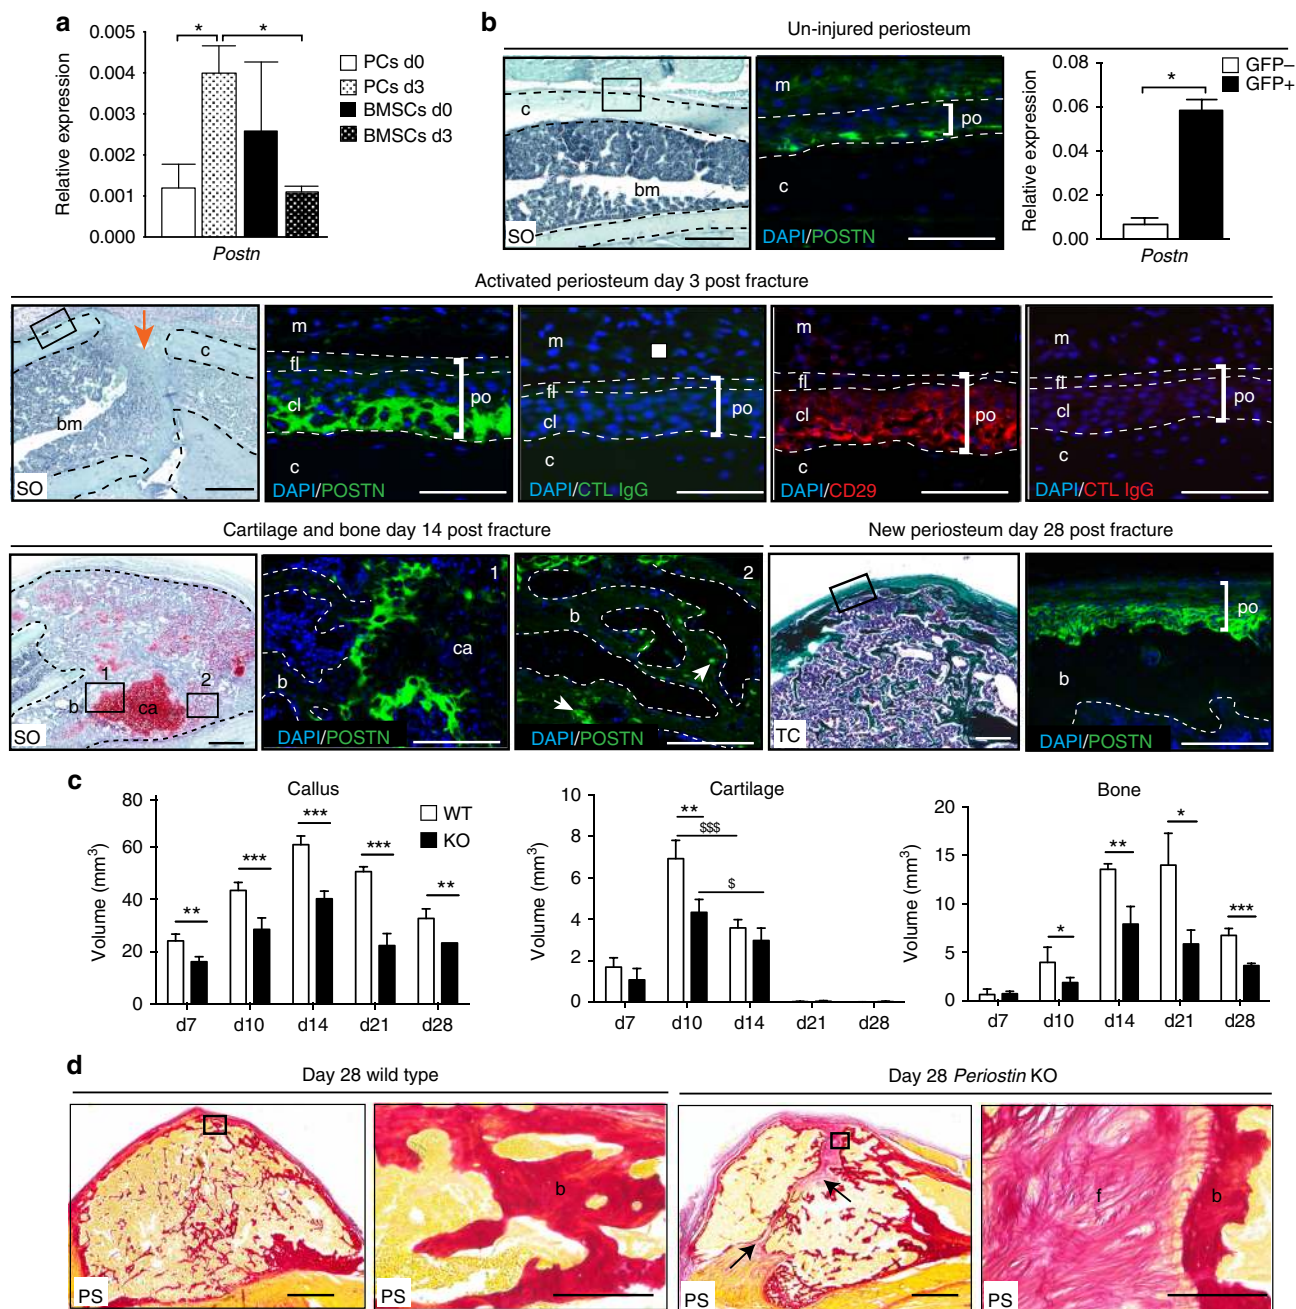 a
0.005
0.004
0.003
0.002
0.001
0.000
Relative expression
* *
Postn
PCs d0
PCs d3
BMSCs d0
BMSCs d3
b
Un-injured periosteum
c
bm
SO
m
po
c
DAPI/POSTN
GFP–
GFP+
*
0.08
0.06
0.04
0.02
0.00
Relative expression
Postn
Activated periosteum day 3 post fracture
c
bm
SO
m
fl
cl
po
c
DAPI/POSTN
m
fl
cl
po
c
DAPI/CTL IgG
m
fl
cl
po
c
DAPI/CD29
m
fl
cl
po
c
DAPI/CTL IgG
Cartilage and bone day 14 post fracture
New periosteum day 28 post fracture
1
2
b
ca
SO
1
ca
b
DAPI/POSTN
2
b
DAPI/POSTN
TC
po
b
DAPI/POSTN
c
Callus
80
60
40
20
0
Volume (mm³)
** *** *** *** **
WT
KO
d7 d10 d14 d21 d28
Cartilage
10
8
6
4
2
0
Volume (mm³)
**
$$$
$
d7 d10 d14 d21 d28
Bone
20
15
10
5
0
Volume (mm³)
* ** * ***
d7 d10 d14 d21 d28
d
Day 28 wild type
Day 28 Periostin KO
PS
b
PS
PS
f
b
PS